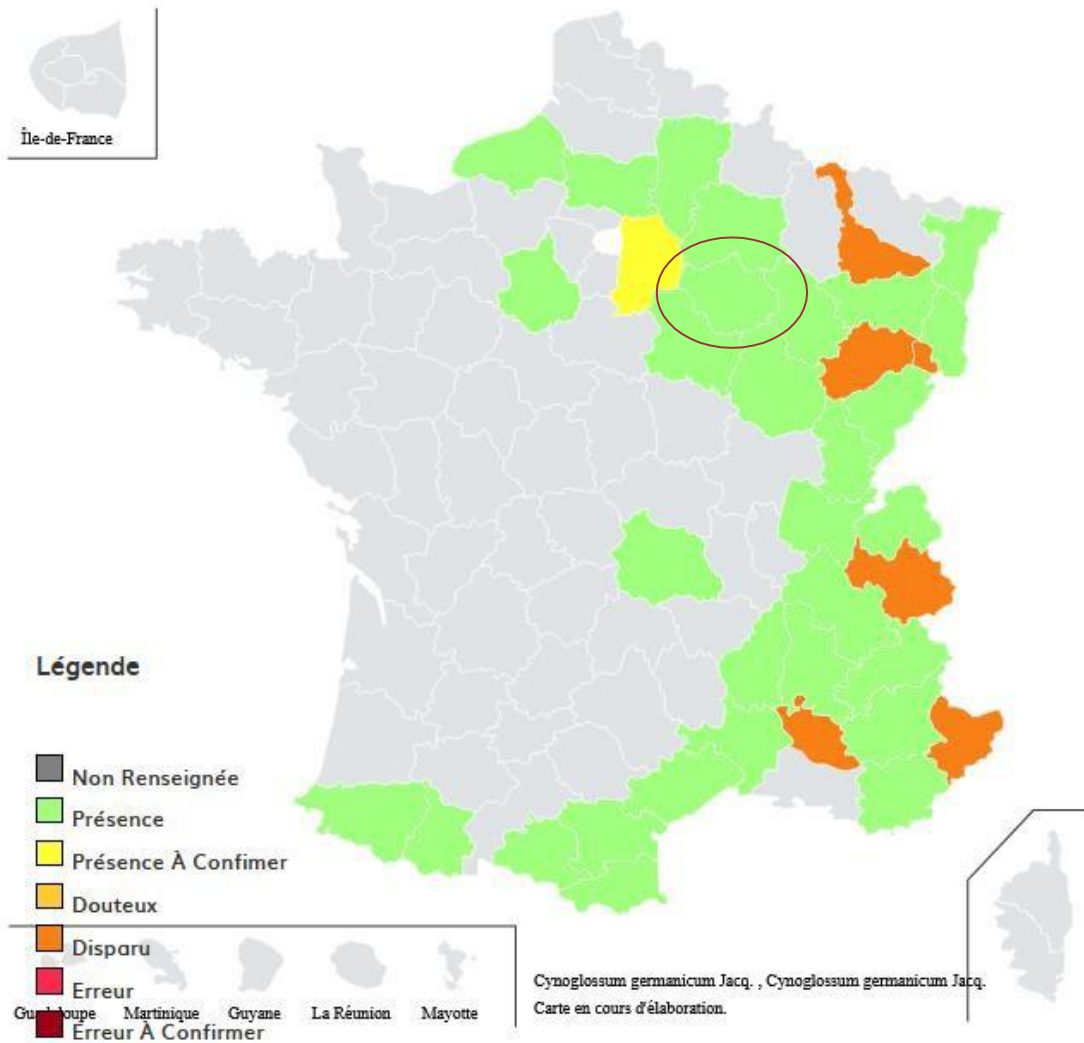 Île-de-France
Légende
Non Renseignée
Présence
Présence À Confimer
Douteux
Disparu
Erreur
Erreur À Confirmer
Guadeloupe
Martinique
Guyane
La Réunion
Mayotte
Cynoglossum germanicum Jacq. , Cynoglossum germanicum Jacq.
Carte en cours d'élaboration.